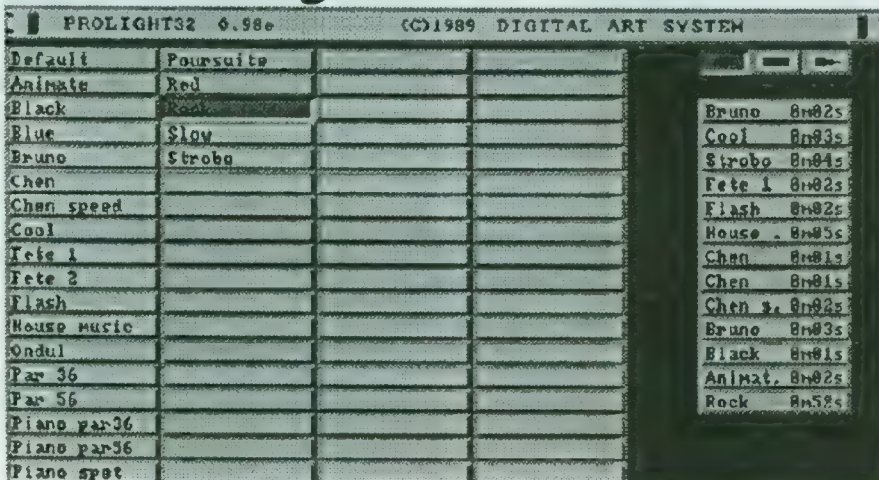 PROLIGHT32 0.98e (C)1989 DIGITAL ART SYSTEM
Default Poursuite
Animate Red
Black Rock
Blue Slow
Bruno Strobo
Chen
Chen speed
Cool
Fete 1
Fete 2
Flash
House music
Ondul
Par 36
Par 56
Piano par36
Piano par56
Piano spot
Bruno 0m02s
Cool 0m03s
Strobo 0m04s
Fete 1 0m02s
Flash 0m02s
House . 0m05s
Chen 0m01s
Chen 0m01s
Chen s. 0m02s
Bruno 0m03s
Black 0m01s
Animat. 0m02s
Rock 0m58s